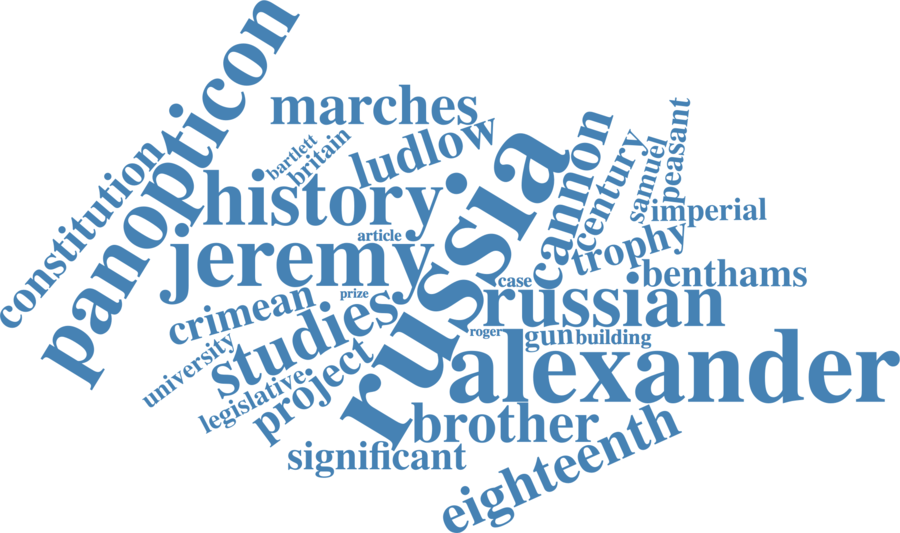 panopticon
marches
constitution
bartlett
britain
ludlow
history
russia
cannon
century
samuel
peasant
imperial
article
jeremy
trophy
benthams
case
prize
russian
crimean
studies
roger
gun
building
university
legislative
project
alexander
brother
significant
eighteenth